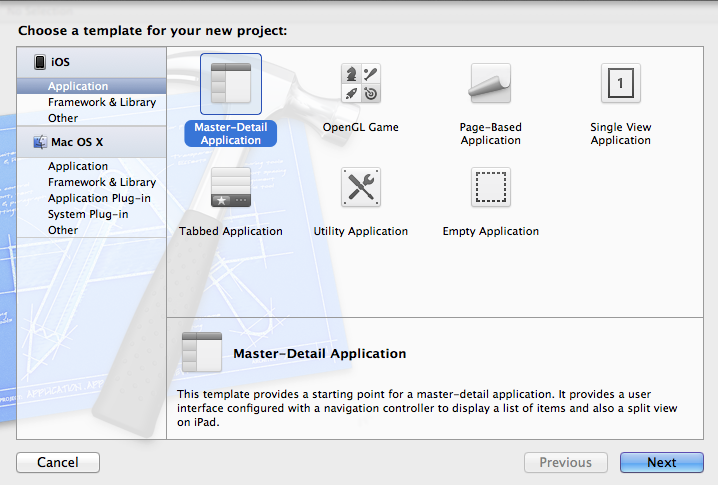 Choose a template for your new project:
iOS
Application
Framework & Library
Other
Mac OS X
Application
Framework & Library
Application Plug-in
System Plug-in
Other
Master-Detail
Application
OpenGL Game
Page-Based
Application
1
Single View
Application
Tabbed Application
Utility Application
Empty Application
Master-Detail Application
This template provides a starting point for a master-detail application. It provides a user
interface configured with a navigation controller to display a list of items and also a split view
on iPad.
Cancel
Previous
Next